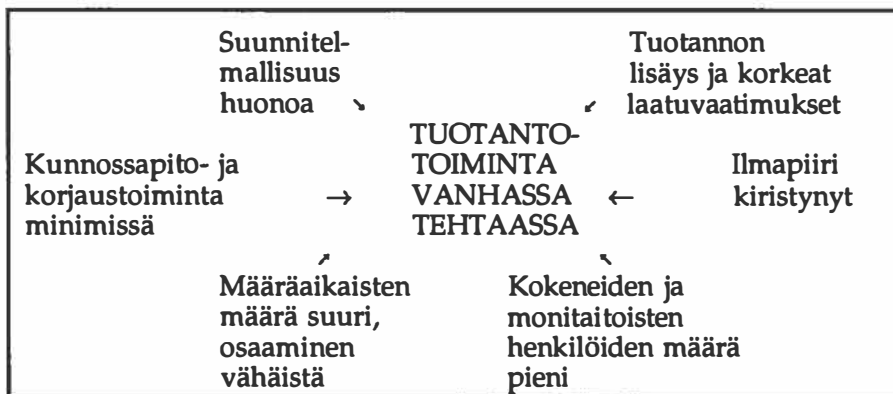 Suunnitel-
mallisuus
huonoa
Tuotannon
lisäys ja korkeat
laatuvaatimukset
TUOTANTO-
TOIMINTA
VANHASSA
TEHTAASSA
Kunnossapito- ja
korjaustoiminta
minimissä
→
←
Ilmapiiri
kiristynyt
Määräaikaisten
määrä suuri,
osaaminen
vähäistä
Kokeneiden ja
monitaitoisten
henkilöiden määrä
pieni